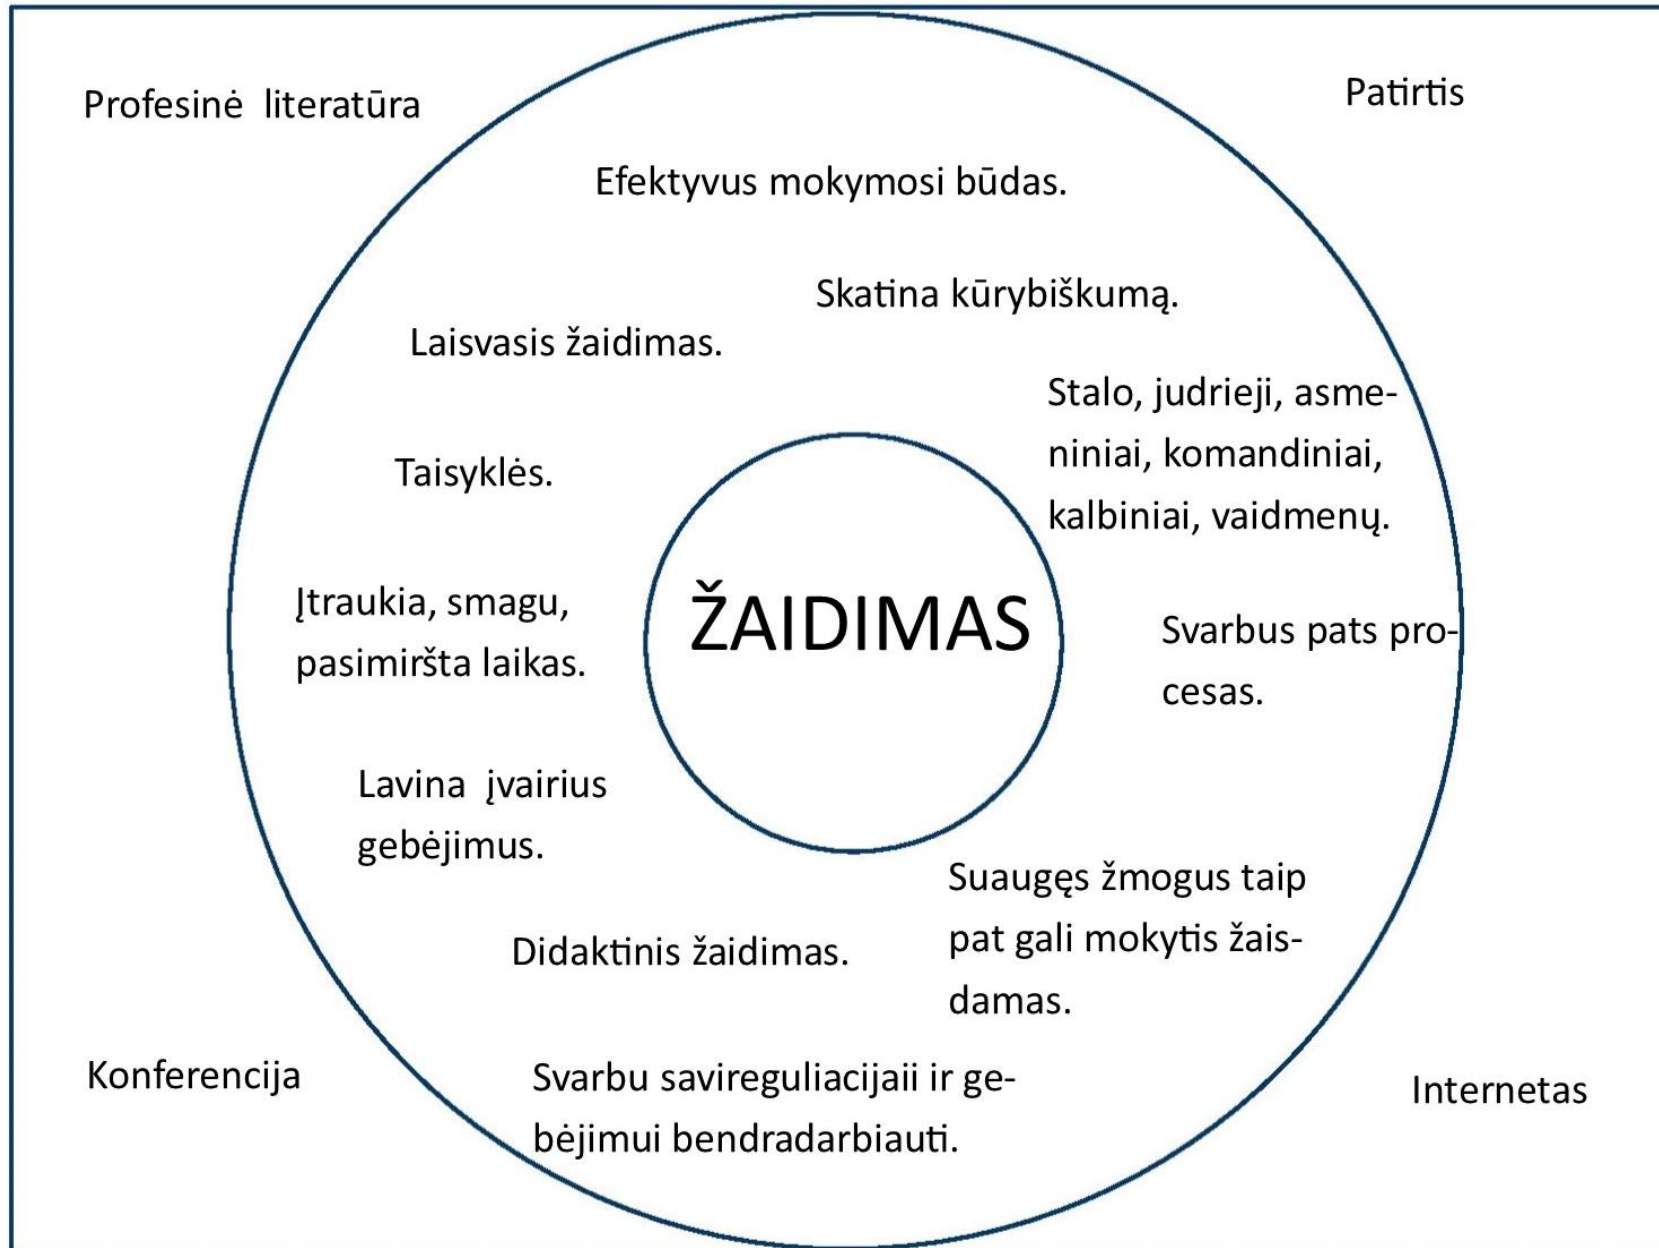 Profesinė literatūra
Patirtis
Efektyvus mokymosi būdas.
Skatina kūrybiškumą.
Laisvasis žaidimas.
Stalo, judrieji, asme-
niniai, komandiniai,
kalbiniai, vaidmenų.
Taisyklės.
ŽAIDIMAS
Įtraukia, smagu,
pasimiršta laikas.
Svarbus pats pro-
cesas.
Lavina įvairius
gebėjimus.
Suaugęs žmogus taip
pat gali mokytis žais-
damas.
Didaktinis žaidimas.
Konferencija
Svarbu savireguliacijaii ir ge-
bėjimui bendradarbiauti.
Internetas